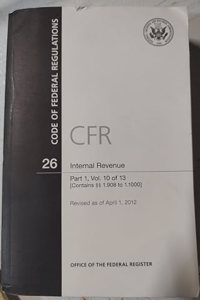 CODE OF FEDERAL REGULATIONS
26
CFR
Internal Revenue
Part 1, Vol. 10 of 13
[Contains §§ 1.908 to 1.1000]
Revised as of April 1, 2012
OFFICE OF THE FEDERAL REGISTER